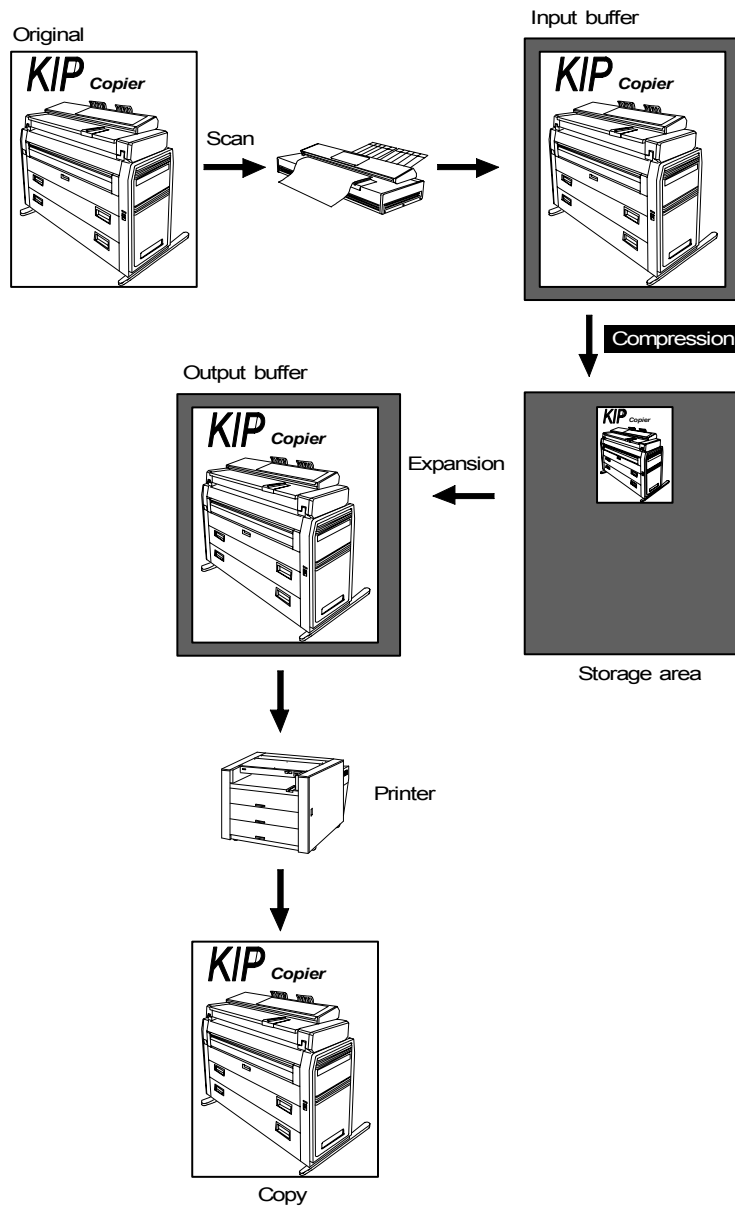 Original
KIP Copier
Scan
Input buffer
KIP Copier
Compression
Storage area
KIP Copier
Expansion
Output buffer
KIP Copier
Printer
KIP Copier
Copy